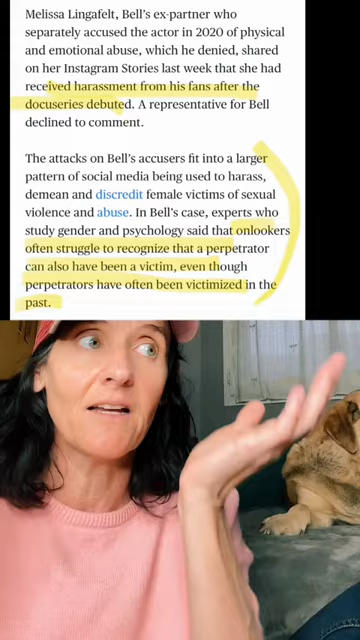 Melissa Lingafelt, Bell's ex-partner who
separately accused the actor in 2020 of physical
and emotional abuse, which he denied, shared
on her Instagram Stories last week that she had
received harassment from his fans after the
docuseries debuted. A representative for Bell
declined to comment.
The attacks on Bell's accusers fit into a larger
pattern of social media being used to harass,
demean and discredit female victims of sexual
violence and abuse. In Bell's case, experts who
study gender and psychology said that onlookers
often struggle to recognize that a perpetrator
can also have been a victim, even though
perpetrators have often been victimized in the
past.